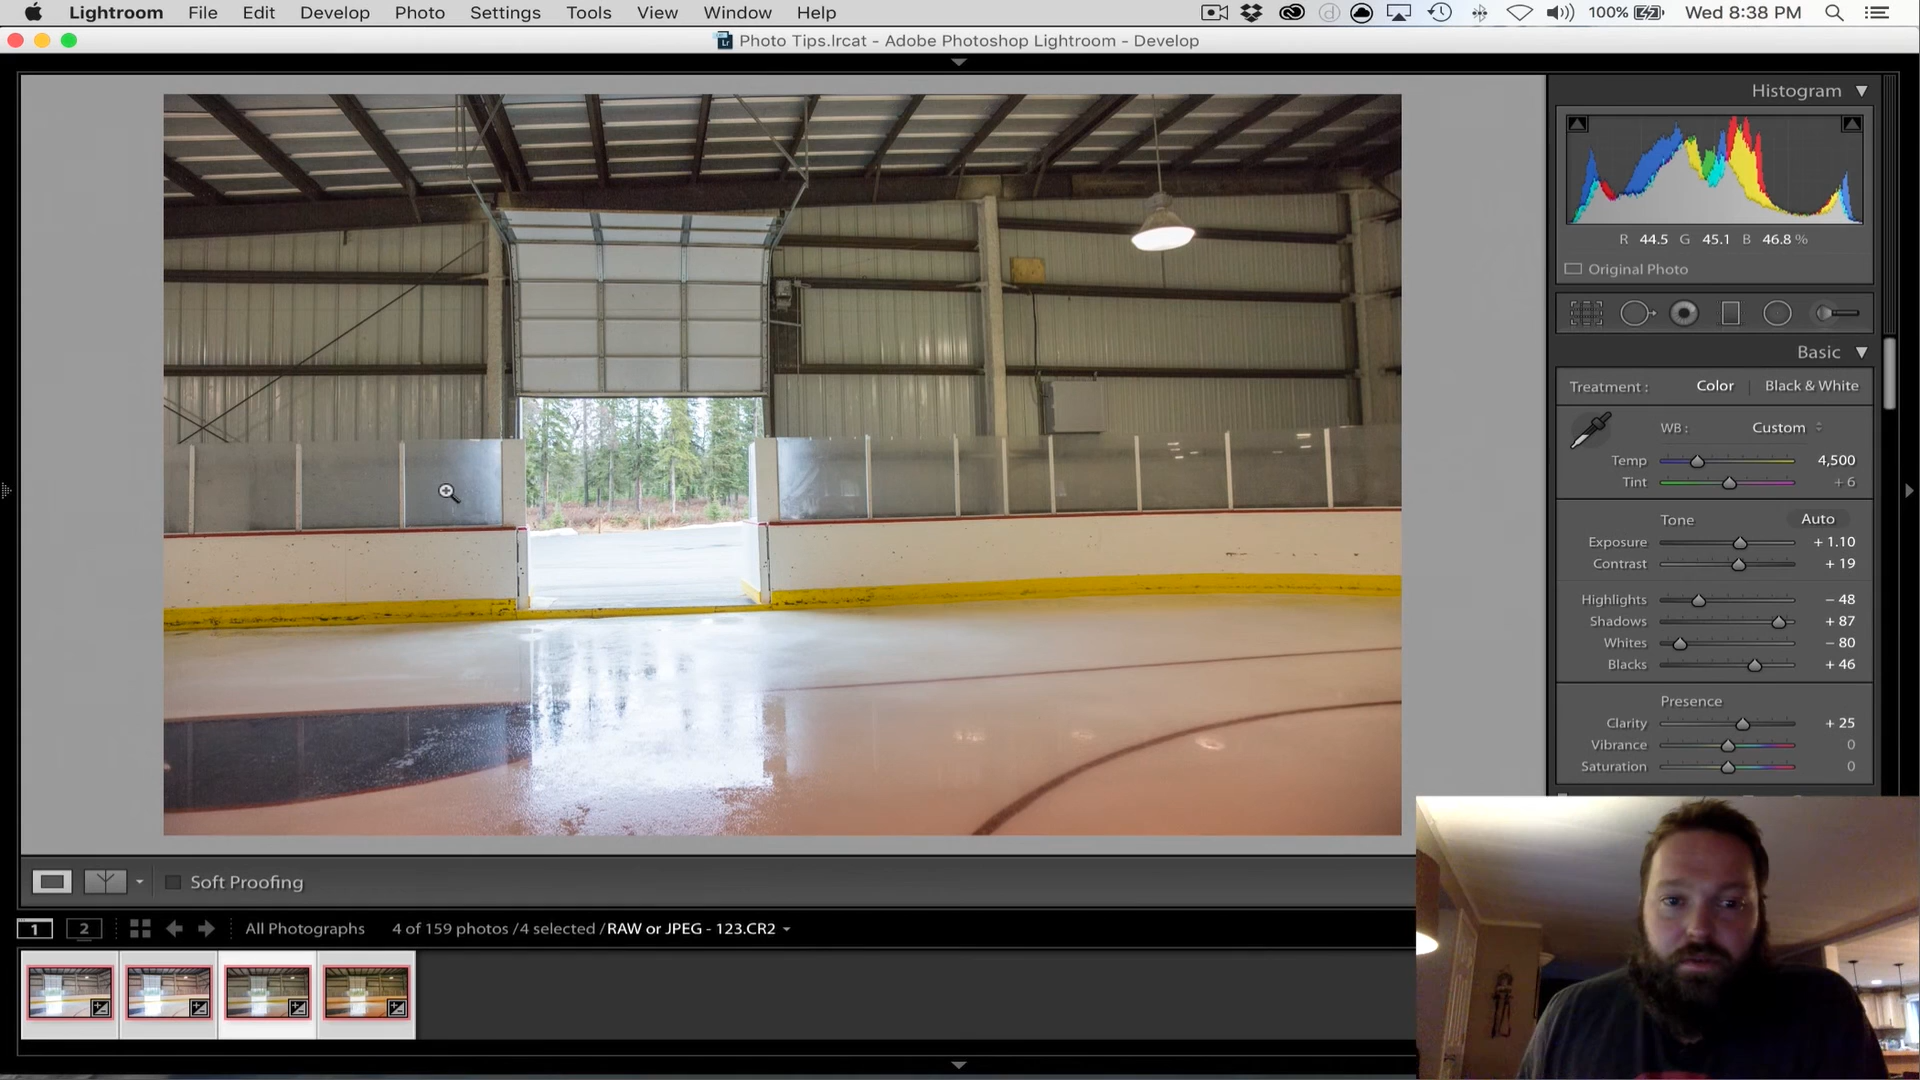 Lightroom File Edit Develop Photo Settings Tools View Window Help 100% Wed 8:38 PM
Photo Tips.lrcat - Adobe Photoshop Lightroom - Develop
Histogram
R 44.5 G 45.1 B 46.8 %
Original Photo
Basic
Treatment : Color Black & White
WB : Custom
Temp 4,500
Tint + 6
Tone Auto
Exposure + 1.10
Contrast + 19
Highlights − 48
Shadows + 87
Whites − 80
Blacks + 46
Presence
Clarity + 25
Vibrance 0
Saturation 0
Soft Proofing
1 2 All Photographs 4 of 159 photos /4 selected /RAW or JPEG - 123.CR2